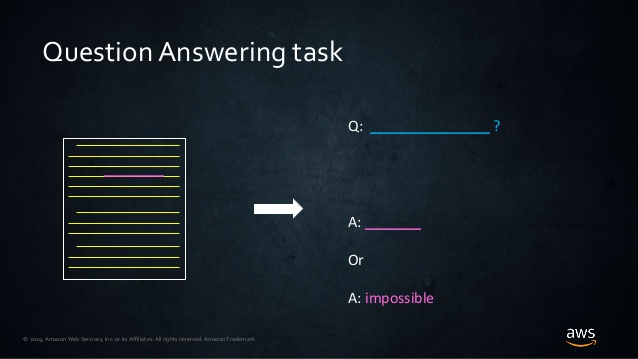 Question Answering task
Q: ______________ ?
A: _______
Or
A: impossible
© 2019, Amazon Web Services, Inc. or its Affiliates. All rights reserved. Amazon Trademark
aws